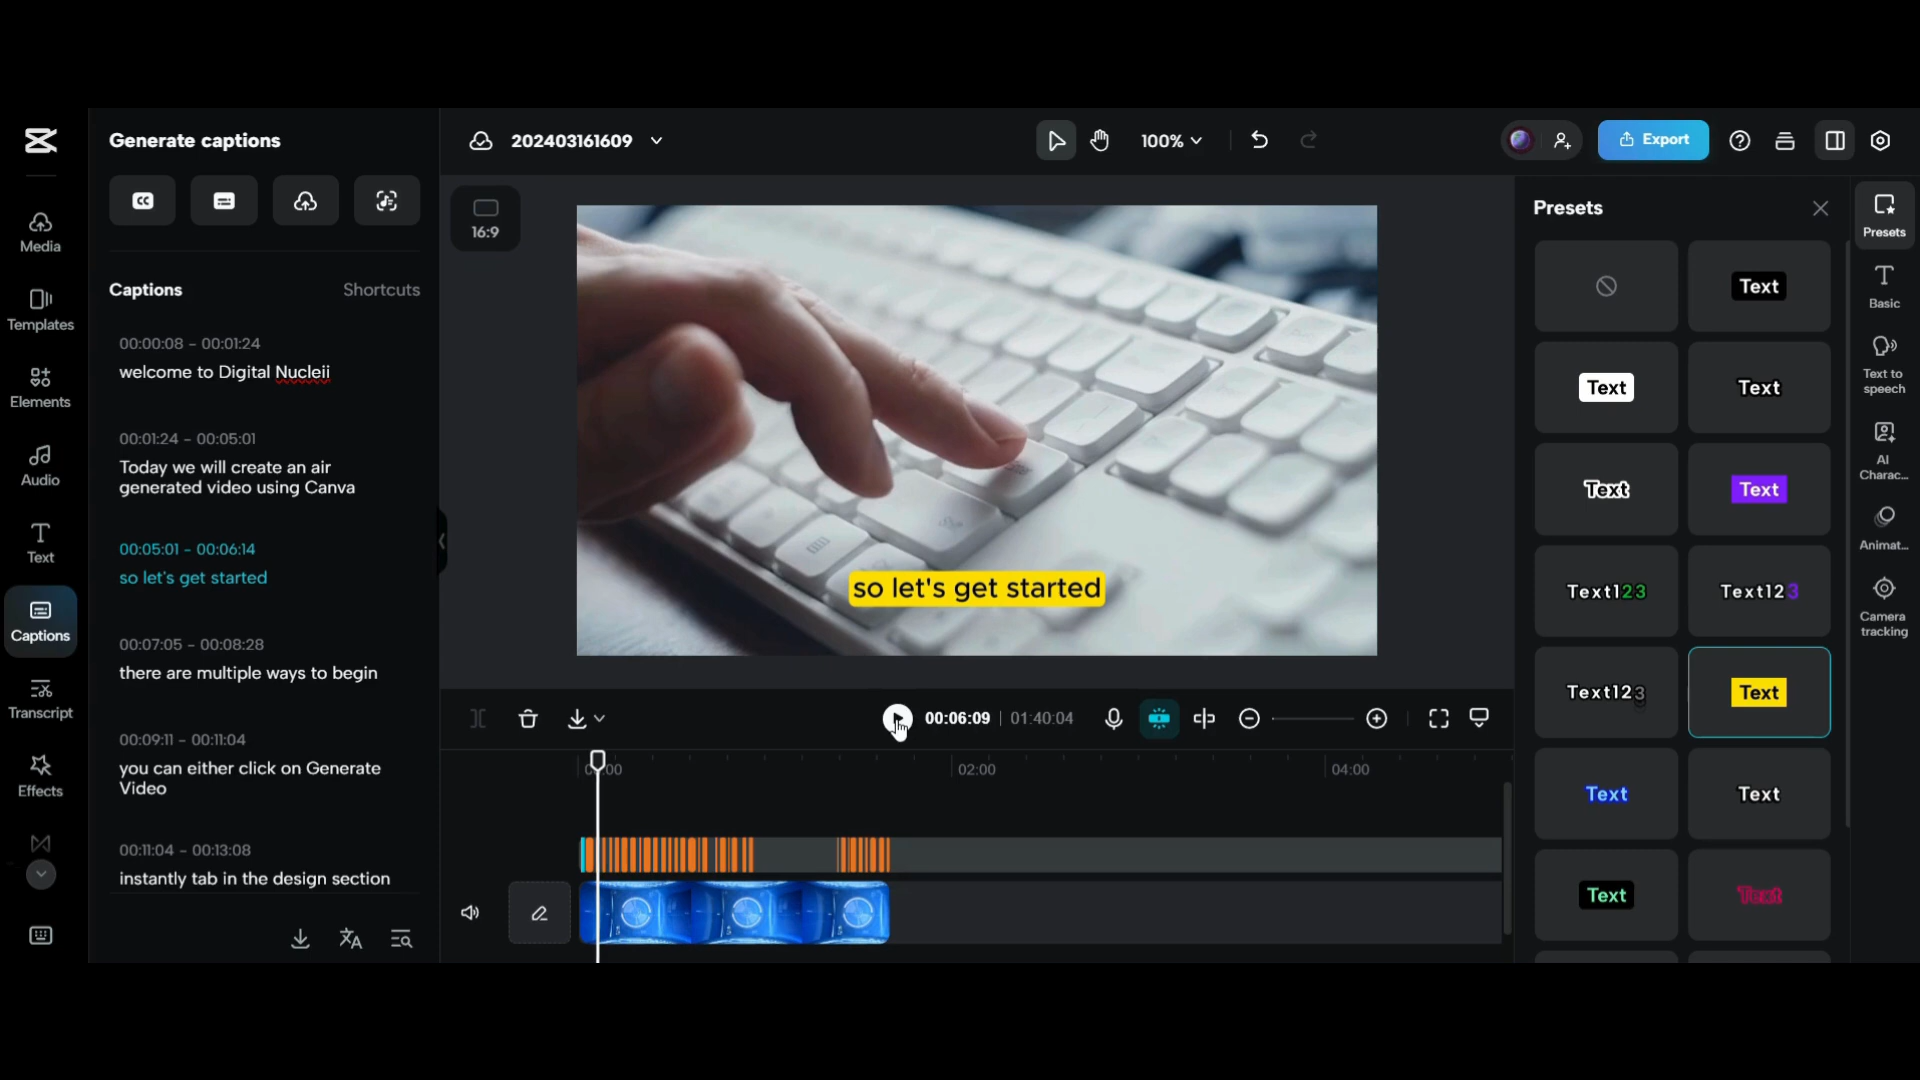 Generate captions
202403161609
100%
Export
16:9
Media
Templates
Elements
Audio
Text
Captions
Transcript
Effects
Captions
Shortcuts
00:00:08 – 00:01:24
welcome to Digital Nucleii
00:01:24 – 00:05:01
Today we will create an air
generated video using Canva
00:05:01 – 00:06:14
so let's get started
00:07:05 – 00:08:28
there are multiple ways to begin
00:09:11 – 00:11:04
you can either click on Generate
Video
00:11:04 – 00:13:08
instantly tab in the design section
so let's get started
00:06:09 | 01:40:04
02:00
04:00
Presets
Text
Text
Text
Text
Text
Text123
Text123
Text123
Text
Text
Text
Text
Text
Presets
Basic
Text to
speech
AI
Charac...
Animat...
Camera
tracking